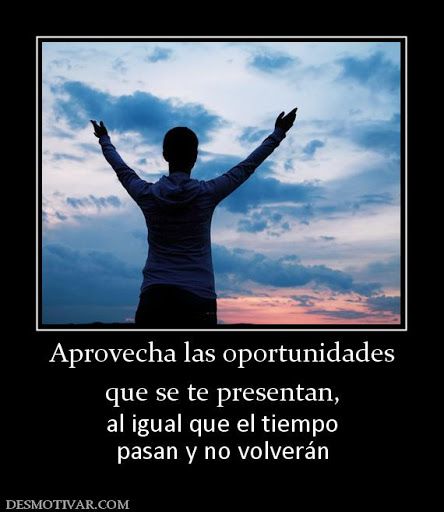 Aprovecha las oportunidades
que se te presentan,
al igual que el tiempo
pasan y no volverán
DESMOTIVAR.COM